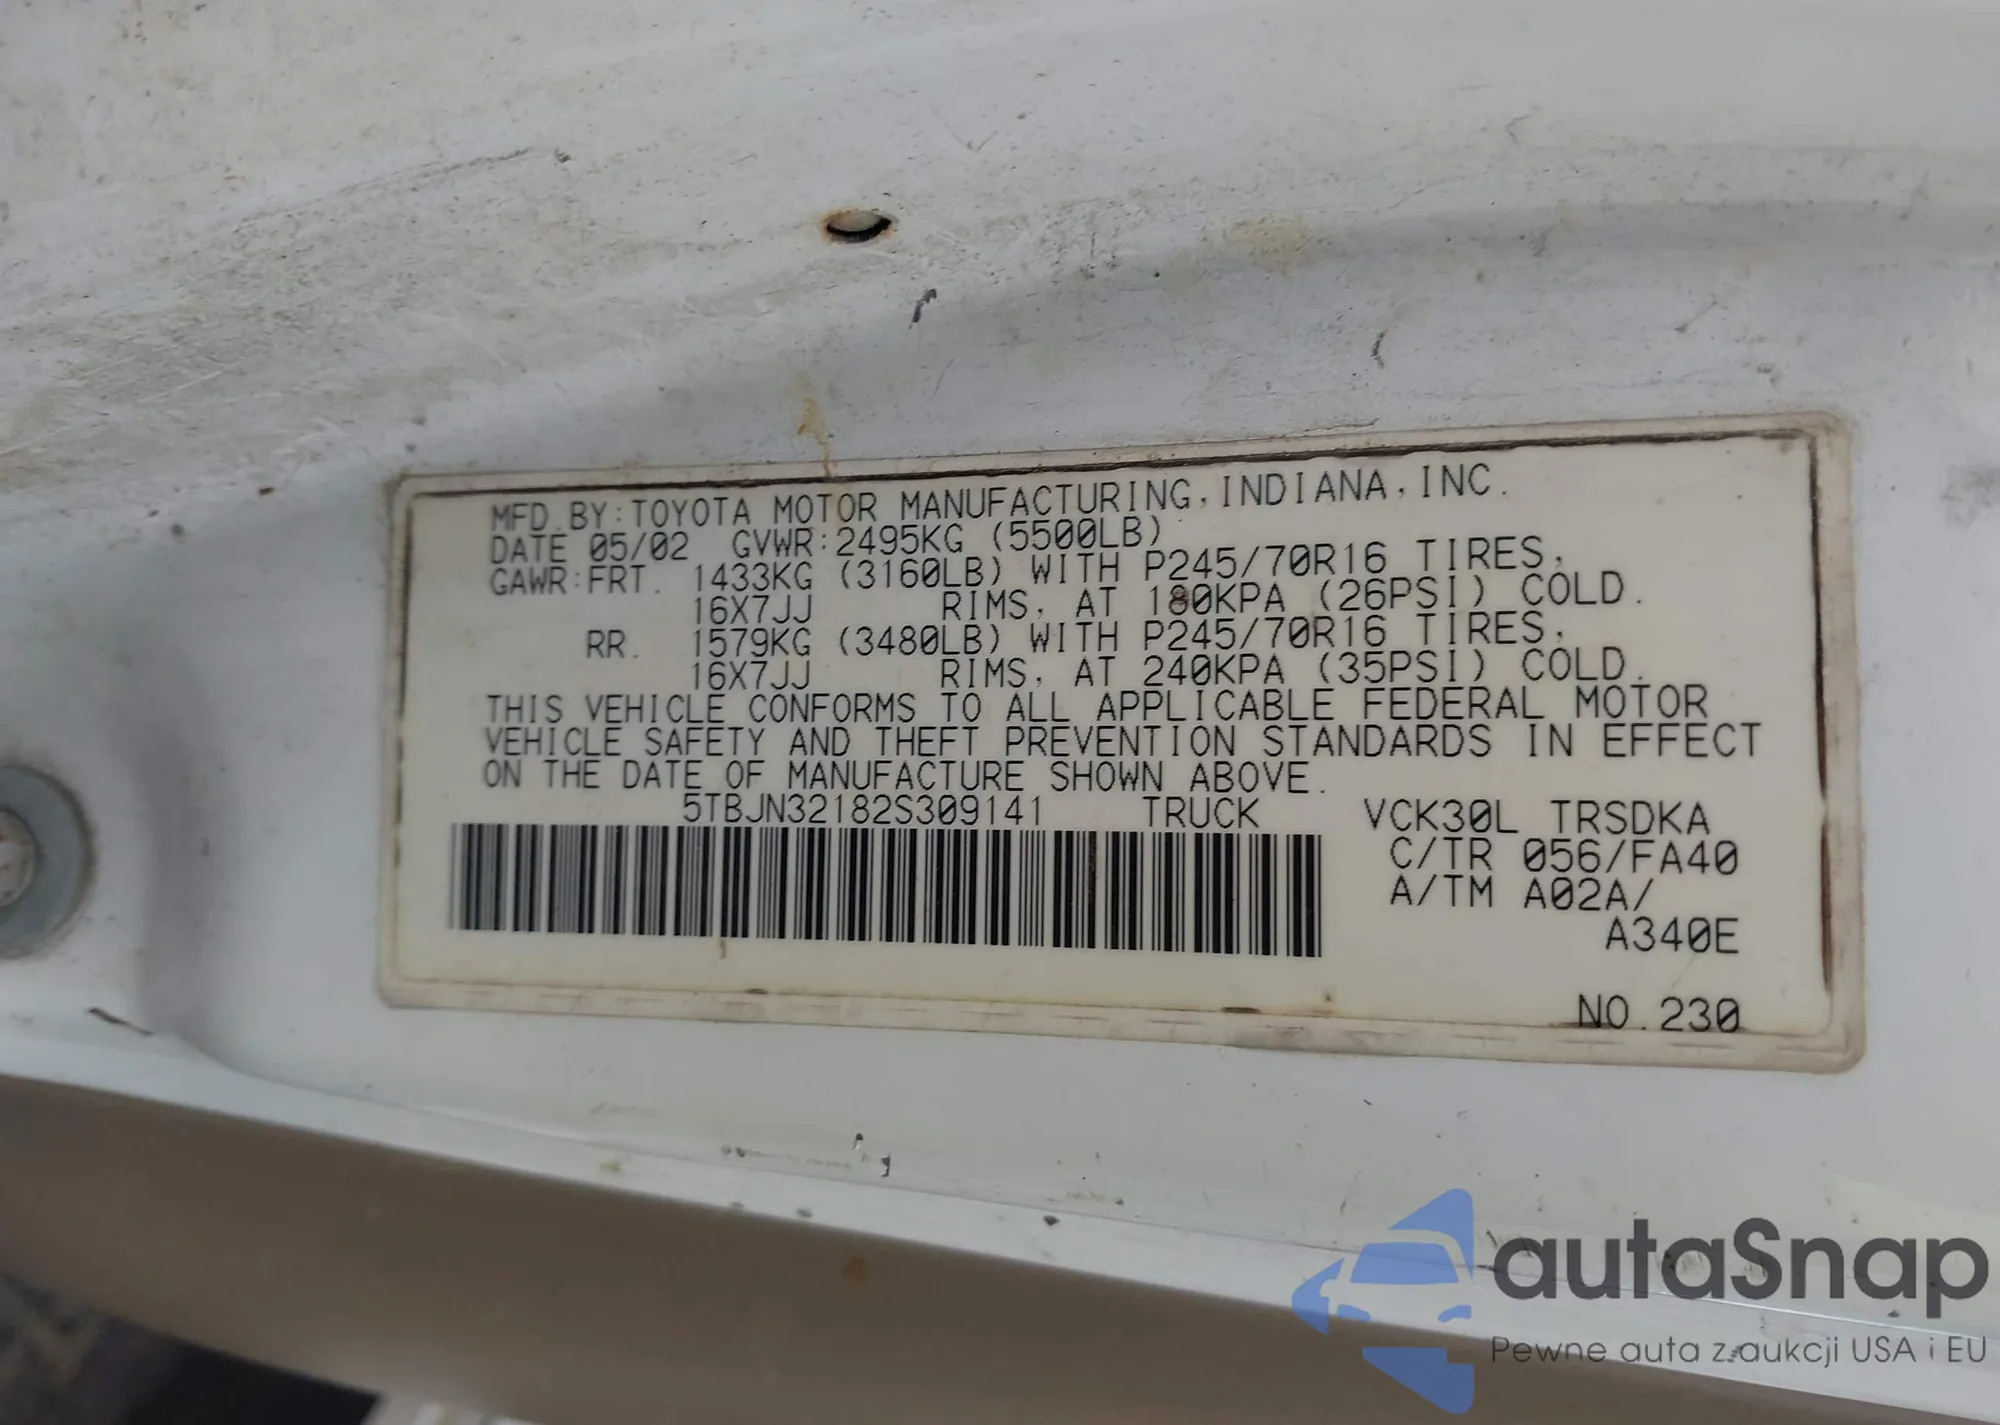 MFD.BY:TOYOTA MOTOR MANUFACTURING,INDIANA,INC.
DATE 05/02 GVWR:2495KG (5500LB)
GAWR:FRT. 1433KG (3160LB) WITH P245/70R16 TIRES,
16X7JJ RIMS, AT 180KPA (26PSI) COLD.
RR. 1579KG (3480LB) WITH P245/70R16 TIRES,
16X7JJ RIMS, AT 240KPA (35PSI) COLD.
THIS VEHICLE CONFORMS TO ALL APPLICABLE FEDERAL MOTOR
VEHICLE SAFETY AND THEFT PREVENTION STANDARDS IN EFFECT
ON THE DATE OF MANUFACTURE SHOWN ABOVE.
5TBJN32182S309141 TRUCK VCK30L TRSDKA
C/TR 056/FA40
A/TM A02A/
A340E
NO.230
autaSnap
Pewne auta z aukcji USA i EU